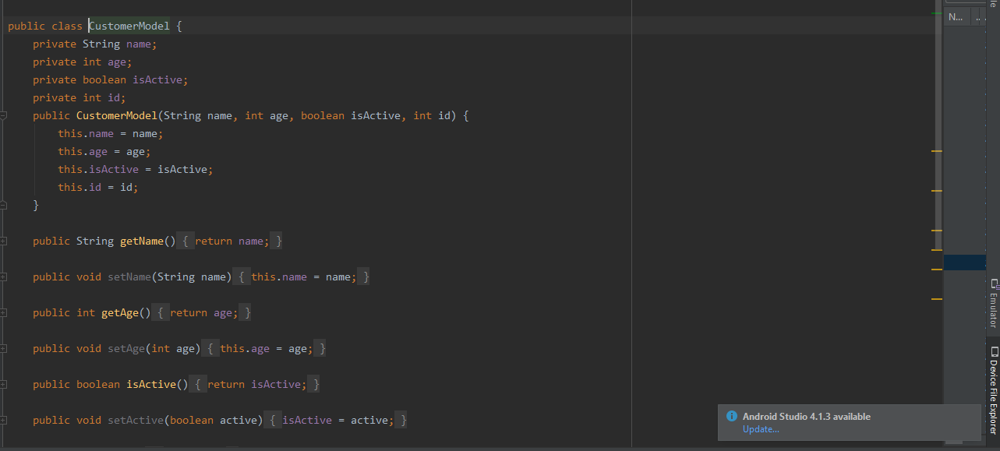 public class CustomerModel {
private String name;
private int age;
private boolean isActive;
private int id;
public CustomerModel(String name, int age, boolean isActive, int id) {
this.name = name;
this.age = age;
this.isActive = isActive;
this.id = id;
}
public String getName() { return name; }
public void setName(String name) { this.name = name; }
public int getAge() { return age; }
public void setAge(int age) { this.age = age; }
public boolean isActive() { return isActive; }
public void setActive(boolean active) { isActive = active; }
N... ..
Emulator
Device File Explorer
Android Studio 4.1.3 available
Update...